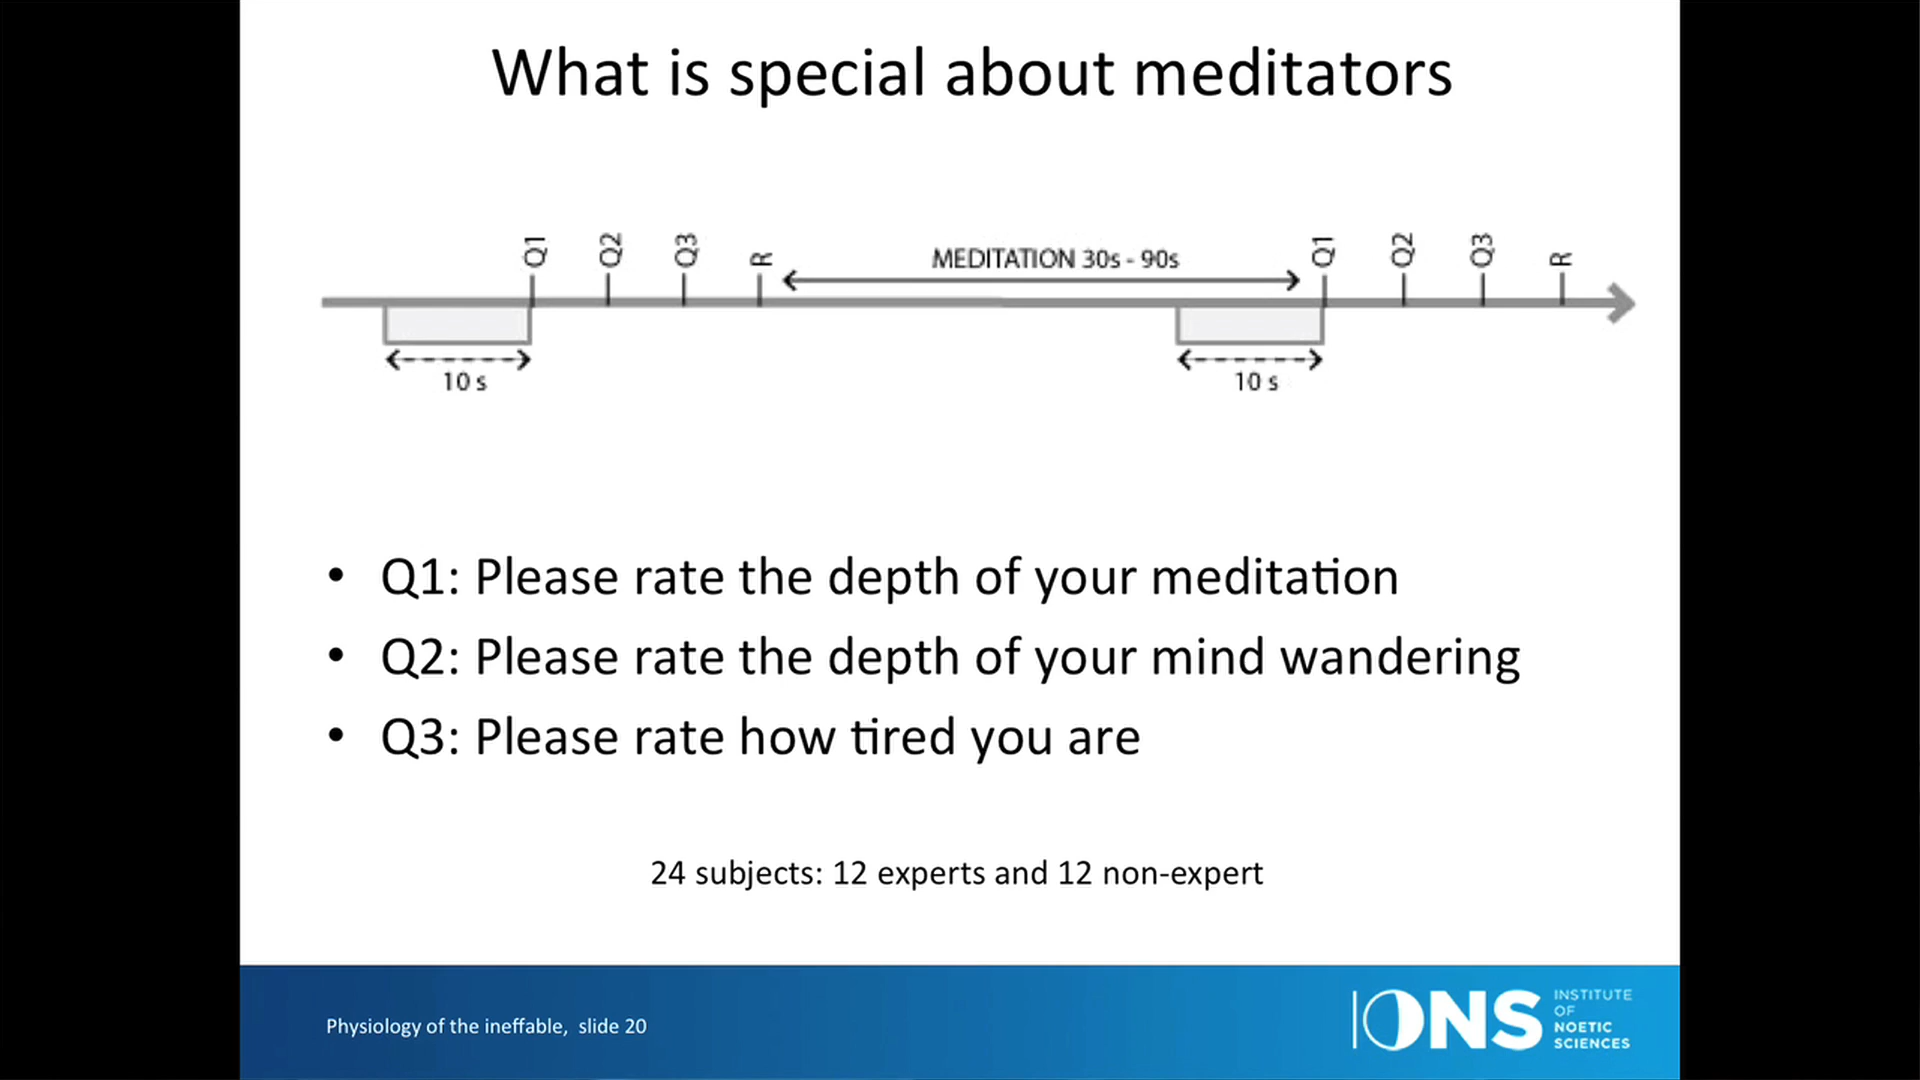 What is special about meditators
Q1 Q2 Q3 R MEDITATION 30s - 90s Q1 Q2 Q3 R
10 s 10 s
• Q1: Please rate the depth of your meditation
• Q2: Please rate the depth of your mind wandering
• Q3: Please rate how tired you are
24 subjects: 12 experts and 12 non-expert
Physiology of the ineffable, slide 20
IONS
INSTITUTE
OF
NOETIC
SCIENCES